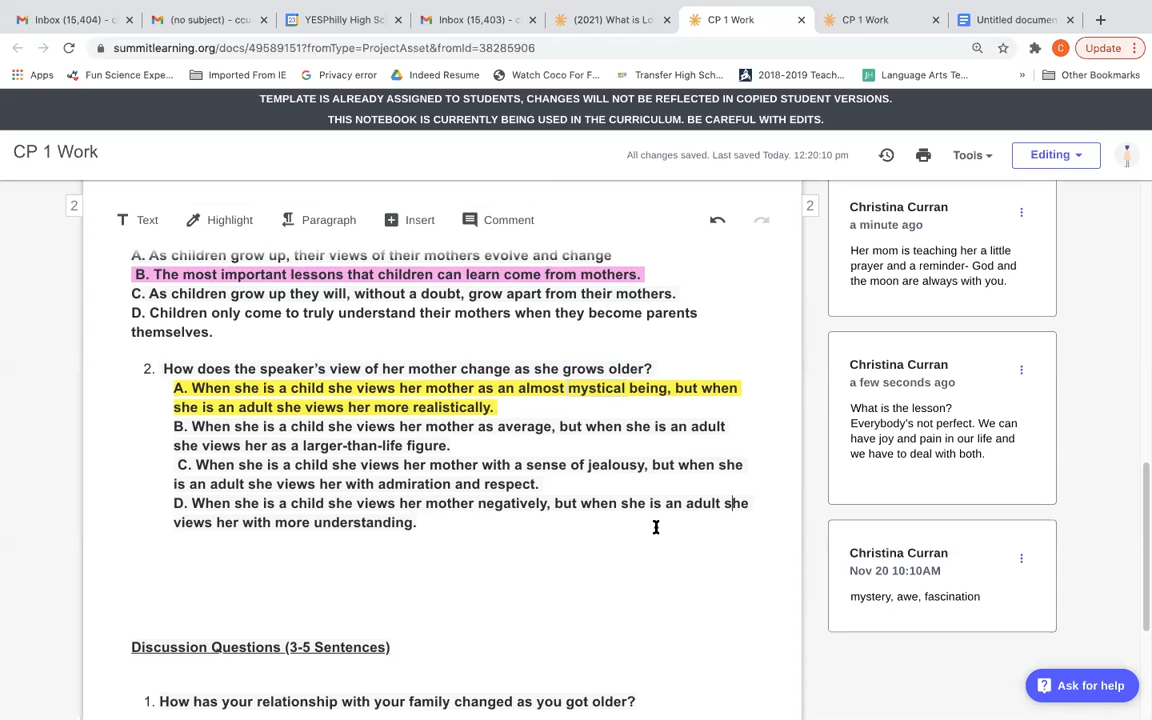 Inbox (15,404) - c
(no subject) - ccu
YESPhilly High Sc
Inbox (15,403) - c
(2021) What is Lo
CP 1 Work
CP 1 Work
Untitled documen
summitlearning.org/docs/49589151?fromType=ProjectAsset&fromId=38285906
C
Update
Apps
Fun Science Expe...
Imported From IE
Privacy error
Indeed Resume
Watch Coco For F...
Transfer High Sch...
2018-2019 Teach...
JH
Language Arts Te...
»
Other Bookmarks
TEMPLATE IS ALREADY ASSIGNED TO STUDENTS, CHANGES WILL NOT BE REFLECTED IN COPIED STUDENT VERSIONS.
THIS NOTEBOOK IS CURRENTLY BEING USED IN THE CURRICULUM. BE CAREFUL WITH EDITS.
CP 1 Work
All changes saved. Last saved Today. 12:20:10 pm
Tools
Editing
2
Text
Highlight
Paragraph
Insert
Comment
2
A. As children grow up, their views of their mothers evolve and change
B. The most important lessons that children can learn come from mothers.
C. As children grow up they will, without a doubt, grow apart from their mothers.
D. Children only come to truly understand their mothers when they become parents
themselves.
2. How does the speaker's view of her mother change as she grows older?
A. When she is a child she views her mother as an almost mystical being, but when
she is an adult she views her more realistically.
B. When she is a child she views her mother as average, but when she is an adult
she views her as a larger-than-life figure.
C. When she is a child she views her mother with a sense of jealousy, but when she
is an adult she views her with admiration and respect.
D. When she is a child she views her mother negatively, but when she is an adult she
views her with more understanding.
Discussion Questions (3-5 Sentences)
1. How has your relationship with your family changed as you got older?
Christina Curran
a minute ago
Her mom is teaching her a little
prayer and a reminder- God and
the moon are always with you.
Christina Curran
a few seconds ago
What is the lesson?
Everybody's not perfect. We can
have joy and pain in our life and
we have to deal with both.
Christina Curran
Nov 20 10:10AM
mystery, awe, fascination
Ask for help